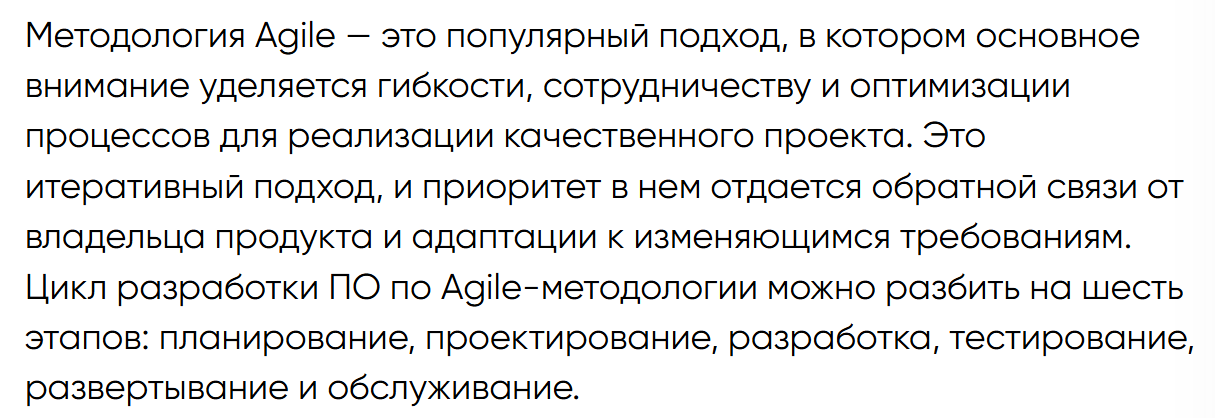 Методология Agile — это популярный подход, в котором основное
внимание уделяется гибкости, сотрудничеству и оптимизации
процессов для реализации качественного проекта. Это
итеративный подход, и приоритет в нем отдается обратной связи от
владельца продукта и адаптации к изменяющимся требованиям.
Цикл разработки ПО по Agile-методологии можно разбить на шесть
этапов: планирование, проектирование, разработка, тестирование,
развертывание и обслуживание.